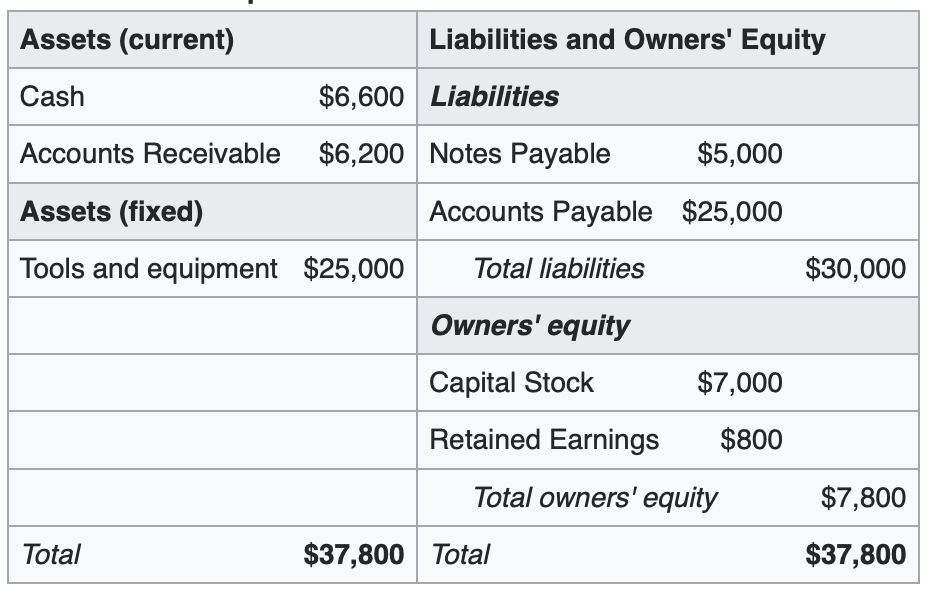 Assets (current) Liabilities and Owners' Equity
Cash $6,600 Liabilities
Accounts Receivable $6,200 Notes Payable $5,000
Assets (fixed) Accounts Payable $25,000
Tools and equipment $25,000 Total liabilities $30,000
Owners' equity
Capital Stock $7,000
Retained Earnings $800
Total owners' equity $7,800
Total $37,800 Total $37,800